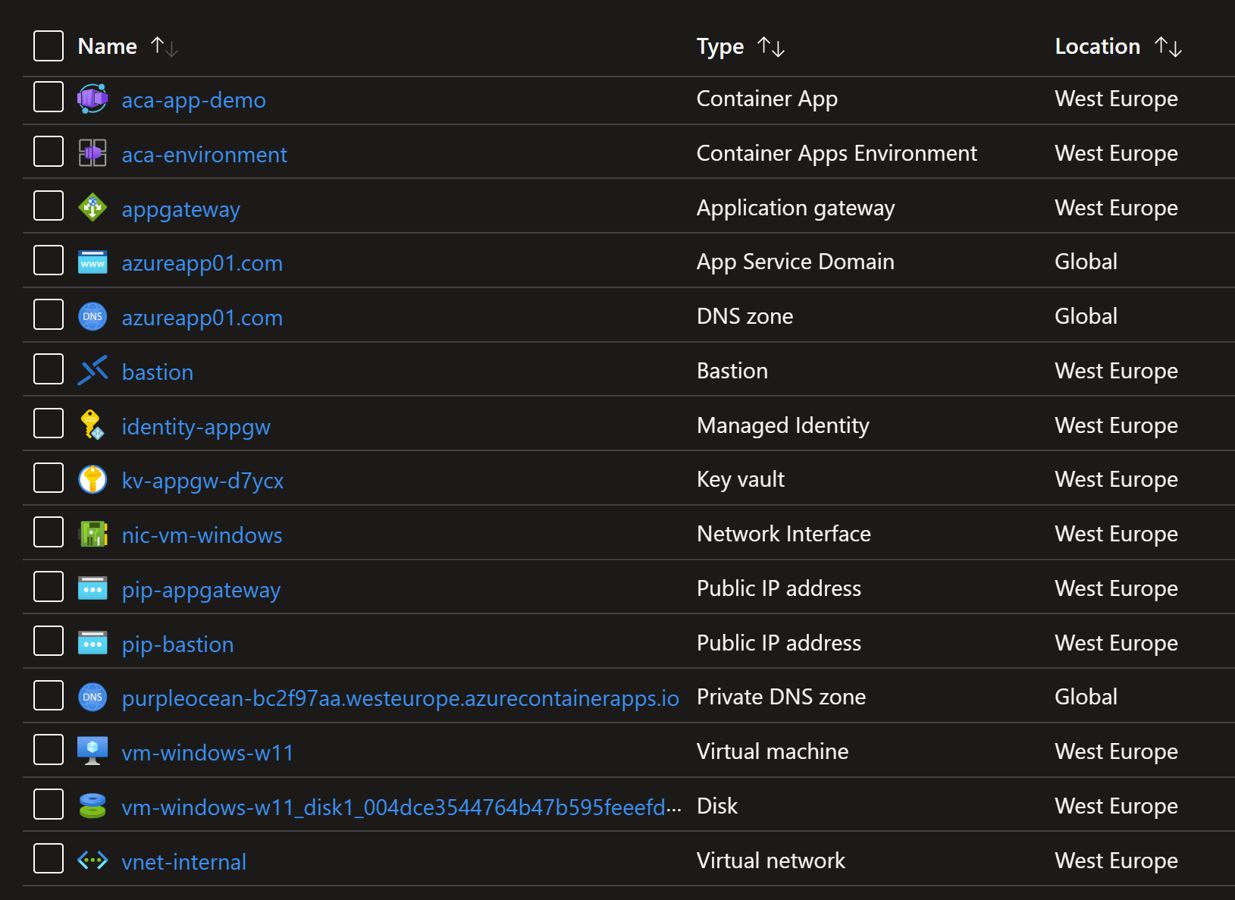 Name Type Location
aca-app-demo Container App West Europe
aca-environment Container Apps Environment West Europe
appgateway Application gateway West Europe
www azureapp01.com App Service Domain Global
DNS azureapp01.com DNS zone Global
bastion Bastion West Europe
identity-appgw Managed Identity West Europe
kv-appgw-d7ycx Key vault West Europe
nic-vm-windows Network Interface West Europe
pip-appgateway Public IP address West Europe
pip-bastion Public IP address West Europe
DNS purpleocean-bc2f97aa.westeurope.azurecontainerapps.io Private DNS zone Global
vm-windows-w11 Virtual machine West Europe
vm-windows-w11_disk1_004dce3544764b47b595feeefd··· Disk West Europe
vnet-internal Virtual network West Europe